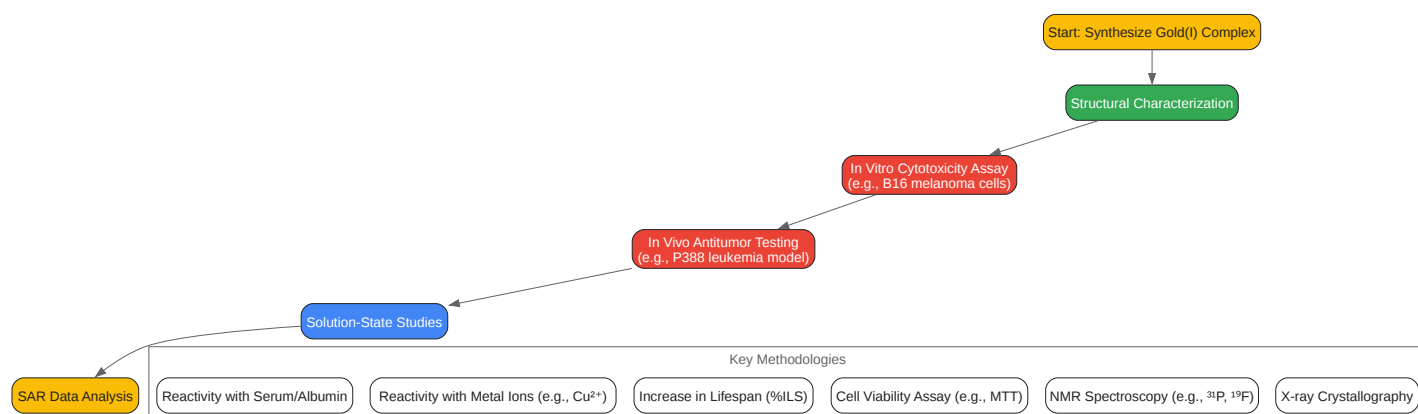 Start: Synthesize Gold(I) Complex
Structural Characterization
In Vitro Cytotoxicity Assay
(e.g., B16 melanoma cells)
In Vivo Antitumor Testing
(e.g., P388 leukemia model)
Solution-State Studies
Key Methodologies
SAR Data Analysis
Reactivity with Serum/Albumin
Reactivity with Metal Ions (e.g., Cu²⁺)
Increase in Lifespan (%ILS)
Cell Viability Assay (e.g., MTT)
NMR Spectroscopy (e.g., ³¹P, ¹⁹F)
X-ray Crystallography